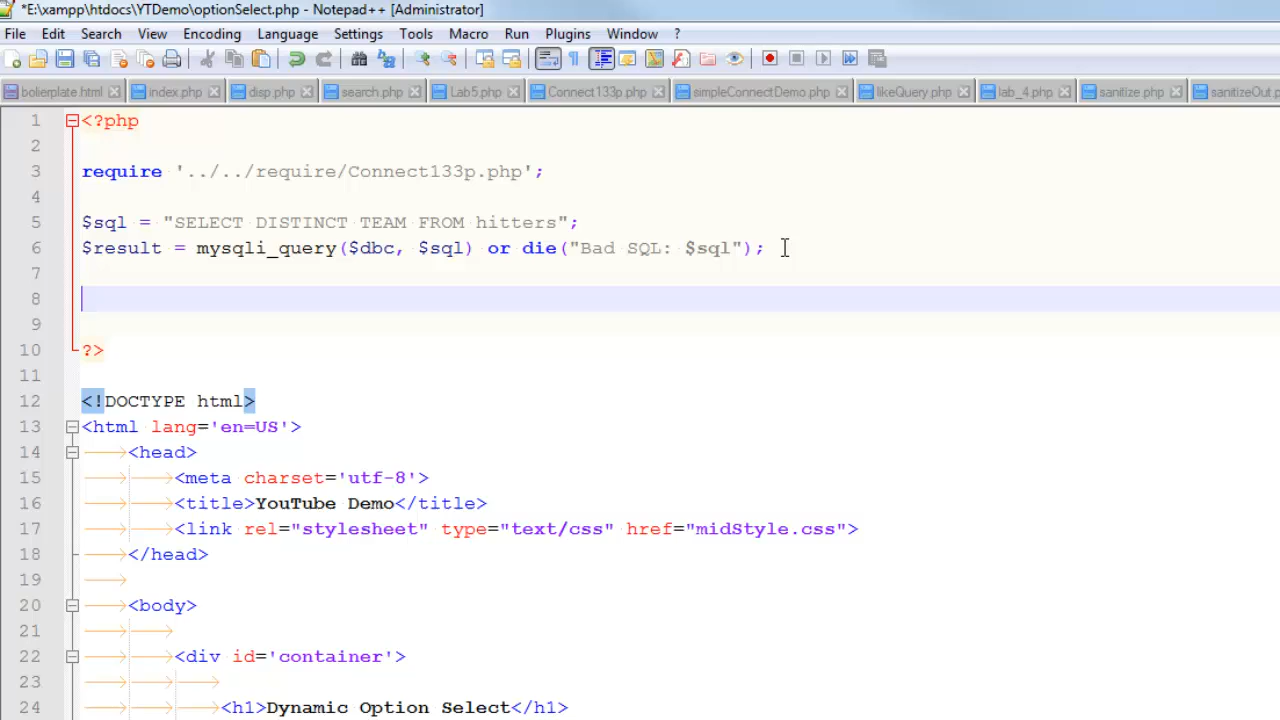 *E:\xampp\htdocs\YTDemo\optionSelect.php - Notepad++ [Administrator]
File Edit Search View Encoding Language Settings Tools Macro Run Plugins Window ?
bolierplate.html index.php disp.php search.php Lab5.php Connect133p.php simpleConnectDemo.php likeQuery.php lab_4.php sanitize.php sanitizeOut.p
1 <?php
2
3 require '../../require/Connect133p.php';
4
5 $sql = "SELECT DISTINCT TEAM FROM hitters";
6 $result = mysqli_query($dbc, $sql) or die("Bad SQL: $sql");
7
8
9
10 ?>
11
12 <!DOCTYPE html>
13 <html lang='en=US'>
14 <head>
15 <meta charset='utf-8'>
16 <title>YouTube Demo</title>
17 <link rel="stylesheet" type="text/css" href="midStyle.css">
18 </head>
19
20 <body>
21
22 <div id='container'>
23
24 <h1>Dynamic Option Select</h1>